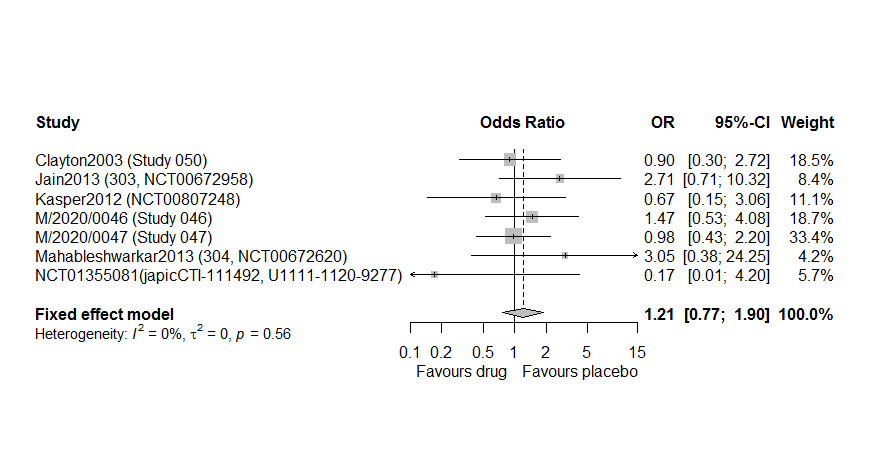 Study Odds Ratio OR 95%-CI Weight
Clayton2003 (Study 050) 0.90 [0.30; 2.72] 18.5%
Jain2013 (303, NCT00672958) 2.71 [0.71; 10.32] 8.4%
Kasper2012 (NCT00807248) 0.67 [0.15; 3.06] 11.1%
M/2020/0046 (Study 046) 1.47 [0.53; 4.08] 18.7%
M/2020/0047 (Study 047) 0.98 [0.43; 2.20] 33.4%
Mahableshwarkar2013 (304, NCT00672620) 3.05 [0.38; 24.25] 4.2%
NCT01355081(japicCTI-111492, U1111-1120-9277) 0.17 [0.01; 4.20] 5.7%
Fixed effect model 1.21 [0.77; 1.90] 100.0%
Heterogeneity: I² = 0%, τ² = 0, p = 0.56
0.1 0.2 0.5 1 2 5 15
Favours drug Favours placebo